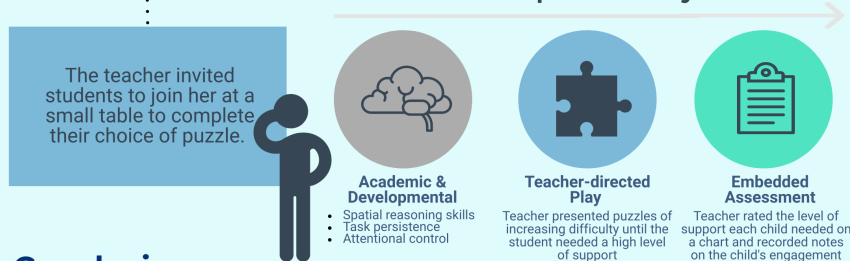 The teacher invited
students to join her at a
small table to complete
their choice of puzzle.
Academic &
Developmental
• Spatial reasoning skills
• Task persistence
• Attentional control
Teacher-directed
Play
Teacher presented puzzles of
increasing difficulty until the
student needed a high level
of support
Embedded
Assessment
Teacher rated the level of
support each child needed on
a chart and recorded notes
on the child's engagement